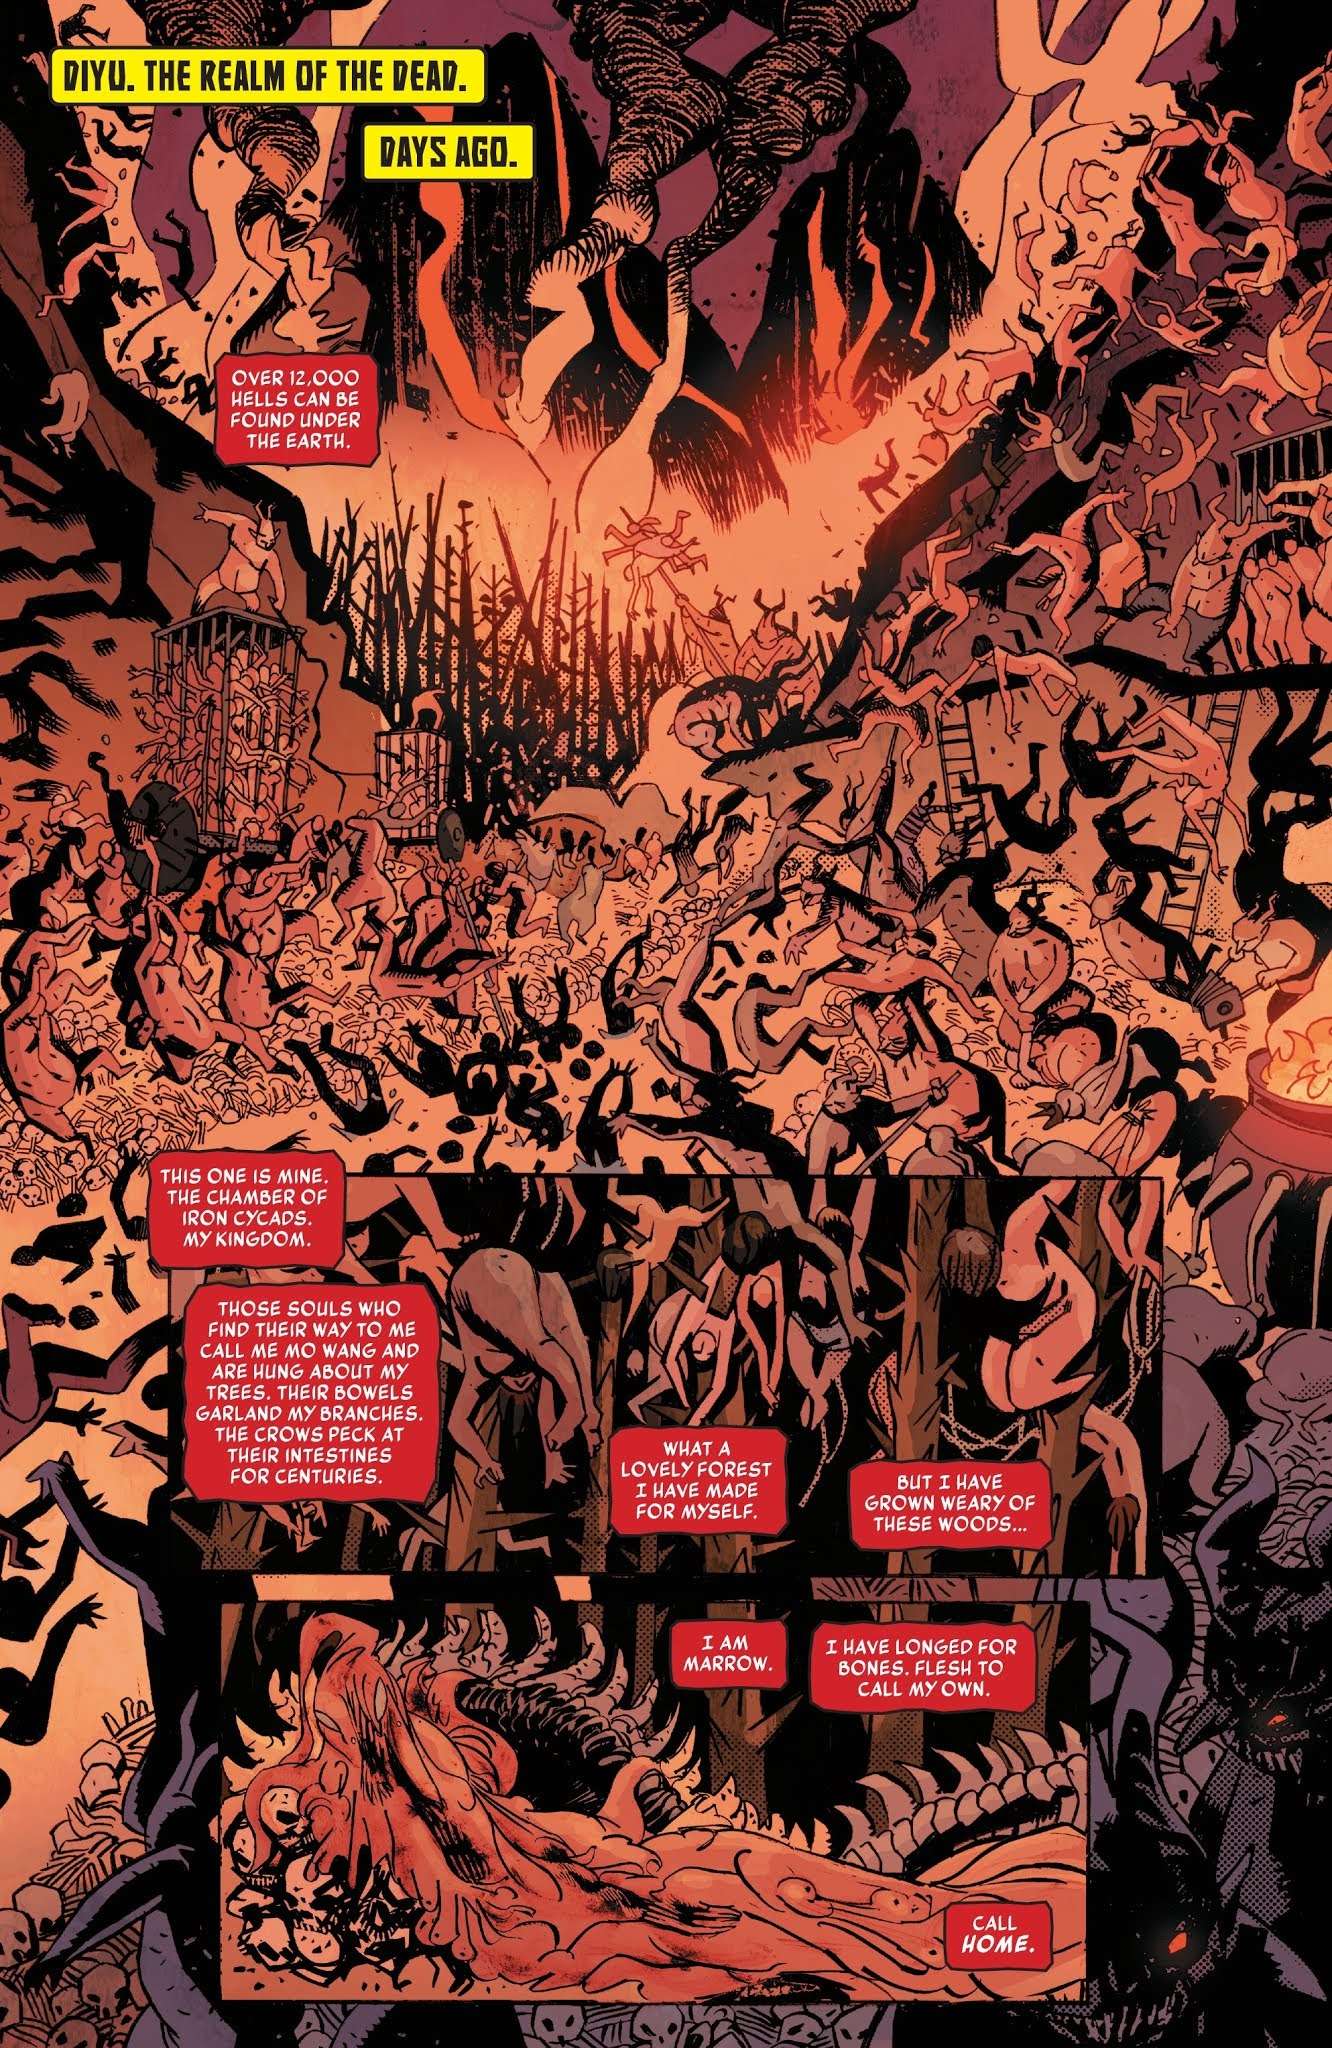 DIYU. THE REALM OF THE DEAD.
DAYS AGO.
OVER 12,000
HELLS CAN BE
FOUND UNDER
THE EARTH.
THIS ONE IS MINE.
THE CHAMBER OF
IRON CYCADS.
MY KINGDOM.
THOSE SOULS WHO
FIND THEIR WAY TO ME
CALL ME MO WANG AND
ARE HUNG ABOUT MY
TREES. THEIR BOWELS
GARLAND MY BRANCHES.
THE CROWS PECK AT
THEIR INTESTINES
FOR CENTURIES.
WHAT A
LOVELY FOREST
I HAVE MADE
FOR MYSELF.
BUT I HAVE
GROWN WEARY OF
THESE WOODS...
I AM
MARROW.
I HAVE LONGED FOR
BONES. FLESH TO
CALL MY OWN.
CALL
HOME.